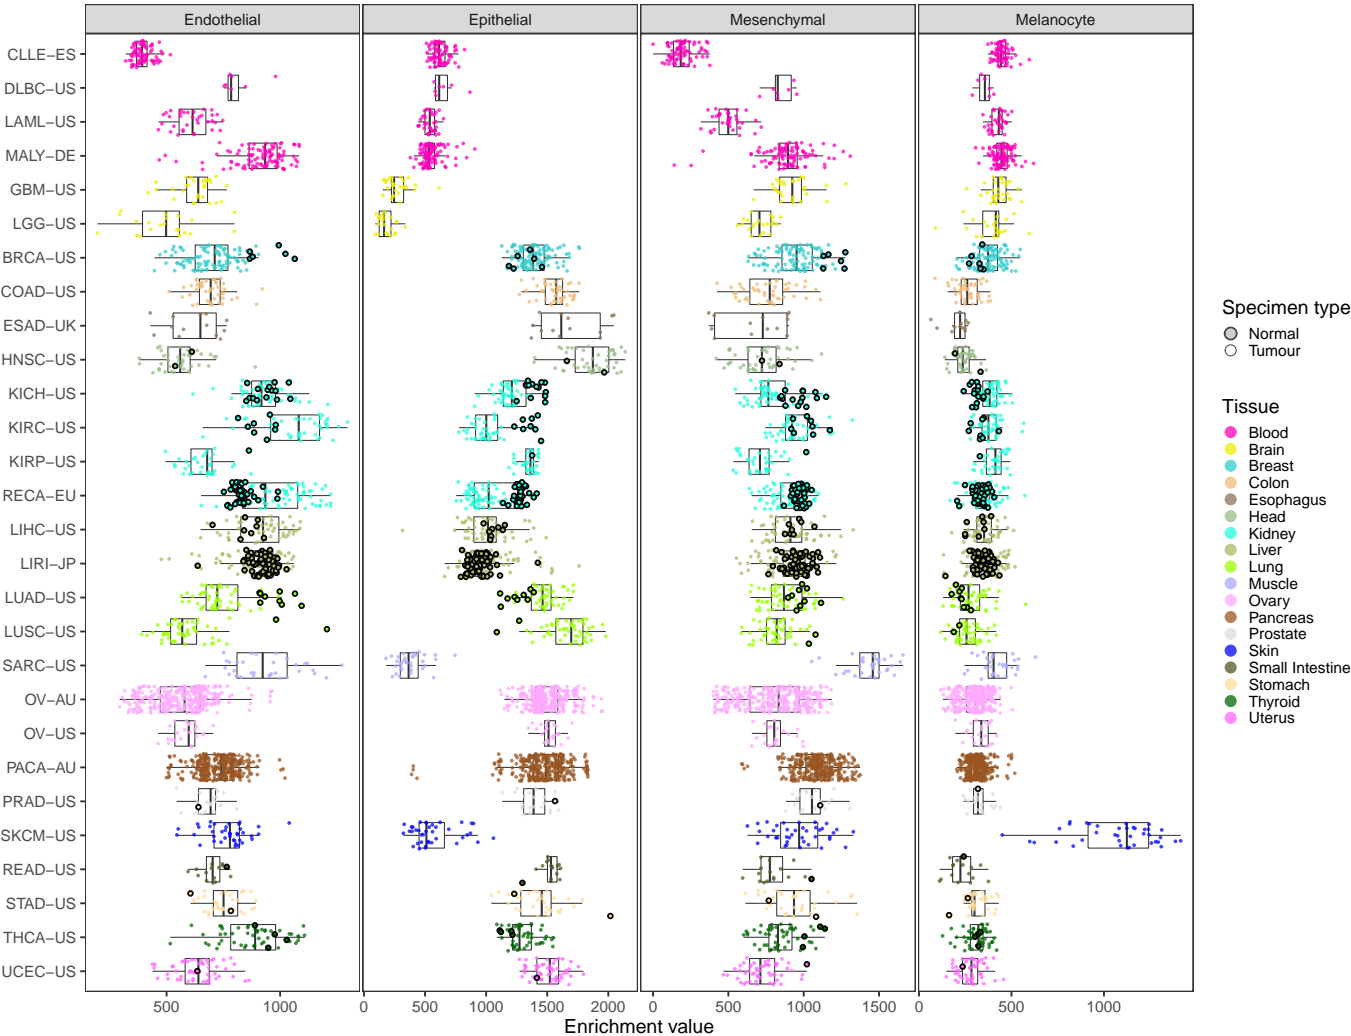 Endothelial Epithelial Mesenchymal Melanocyte
CLLE−ES
DLBC−US
LAML−US
MALY−DE
GBM−US
LGG−US
BRCA−US
COAD−US
ESAD−UK
HNSC−US
KICH−US
KIRC−US
KIRP−US
RECA−EU
LIHC−US
LIRI−JP
LUAD−US
LUSC−US
SARC−US
OV−AU
OV−US
PACA−AU
PRAD−US
SKCM−US
READ−US
STAD−US
THCA−US
UCEC−US
500 1000 0 500 1000 1500 2000 0 500 1000 1500 0 500 1000
Enrichment value
Specimen type
Normal
Tumour
Tissue
Blood
Brain
Breast
Colon
Esophagus
Head
Kidney
Liver
Lung
Muscle
Ovary
Pancreas
Prostate
Skin
Small Intestine
Stomach
Thyroid
Uterus